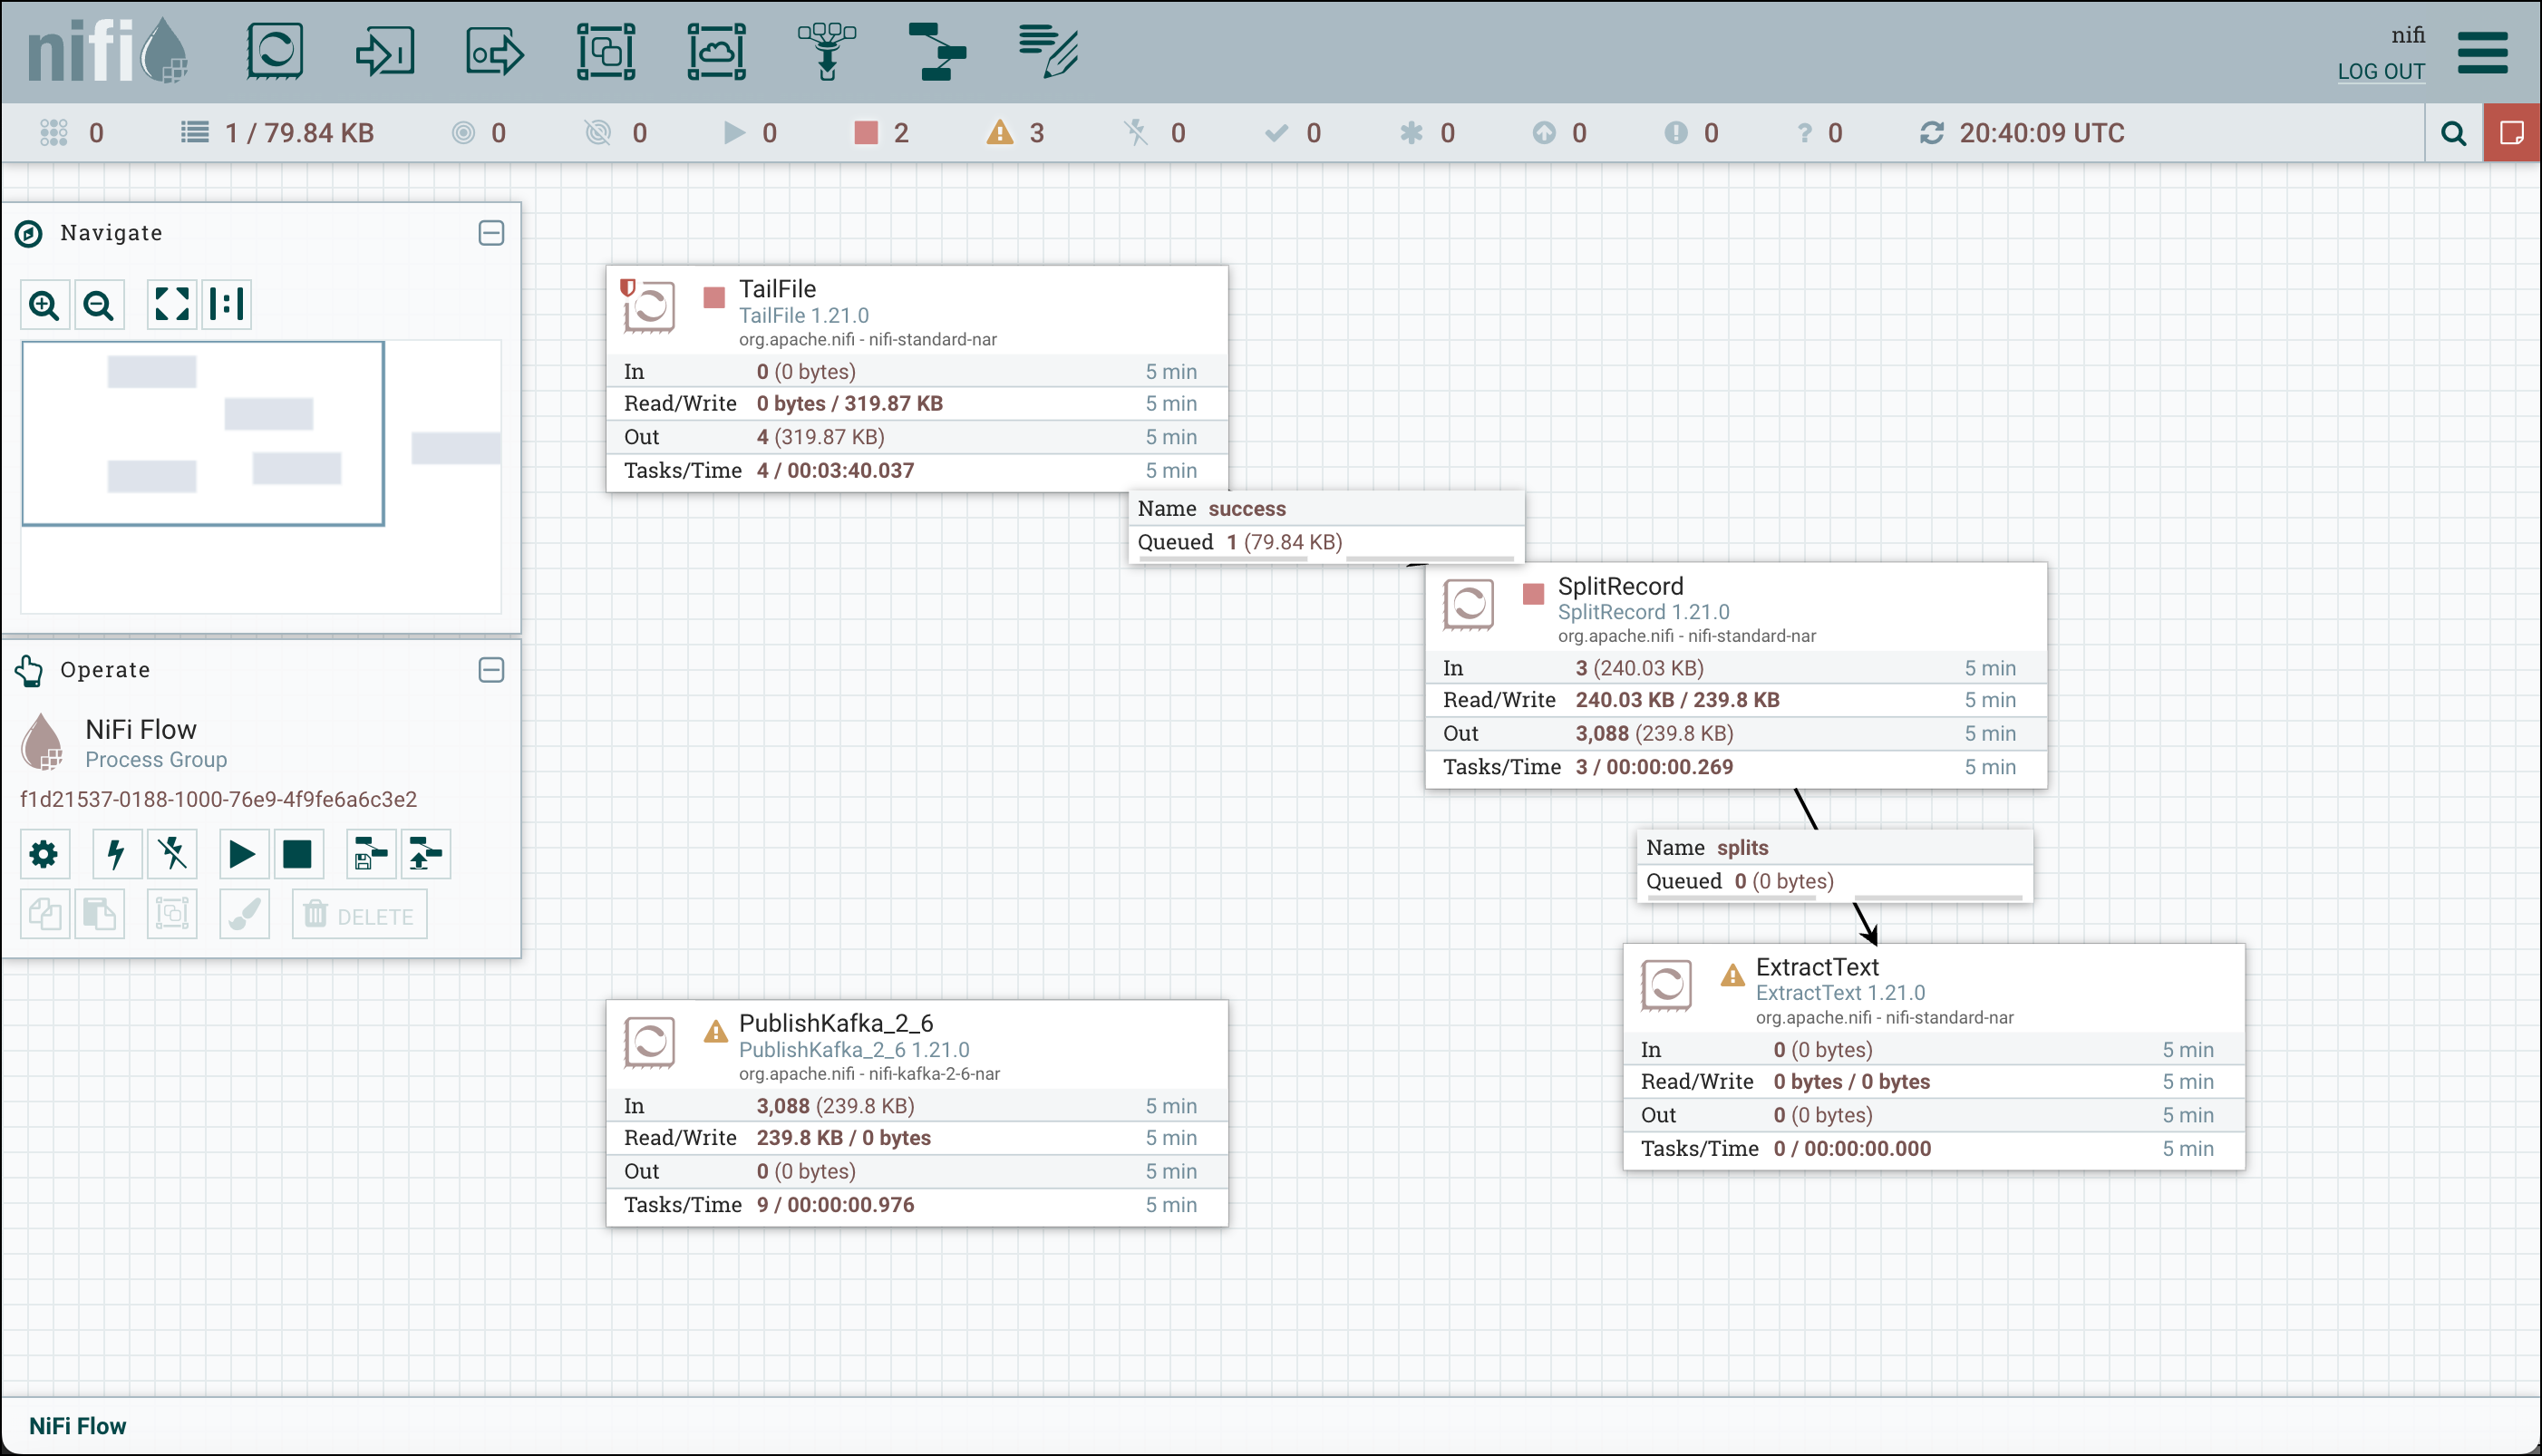 nifi
nifi
LOG OUT
0
1 / 79.84 KB
0
0
0
2
3
0
0
0
0
0
? 0
20:40:09 UTC
Navigate
Operate
NiFi Flow
Process Group
f1d21537-0188-1000-76e9-4f9fe6a6c3e2
DELETE
TailFile
TailFile 1.21.0
org.apache.nifi - nifi-standard-nar
In 0 (0 bytes) 5 min
Read/Write 0 bytes / 319.87 KB 5 min
Out 4 (319.87 KB) 5 min
Tasks/Time 4 / 00:03:40.037 5 min
Name success
Queued 1 (79.84 KB)
SplitRecord
SplitRecord 1.21.0
org.apache.nifi - nifi-standard-nar
In 3 (240.03 KB) 5 min
Read/Write 240.03 KB / 239.8 KB 5 min
Out 3,088 (239.8 KB) 5 min
Tasks/Time 3 / 00:00:00.269 5 min
Name splits
Queued 0 (0 bytes)
ExtractText
ExtractText 1.21.0
org.apache.nifi - nifi-standard-nar
In 0 (0 bytes) 5 min
Read/Write 0 bytes / 0 bytes 5 min
Out 0 (0 bytes) 5 min
Tasks/Time 0 / 00:00:00.000 5 min
PublishKafka_2_6
PublishKafka_2_6 1.21.0
org.apache.nifi - nifi-kafka-2-6-nar
In 3,088 (239.8 KB) 5 min
Read/Write 239.8 KB / 0 bytes 5 min
Out 0 (0 bytes) 5 min
Tasks/Time 9 / 00:00:00.976 5 min
NiFi Flow